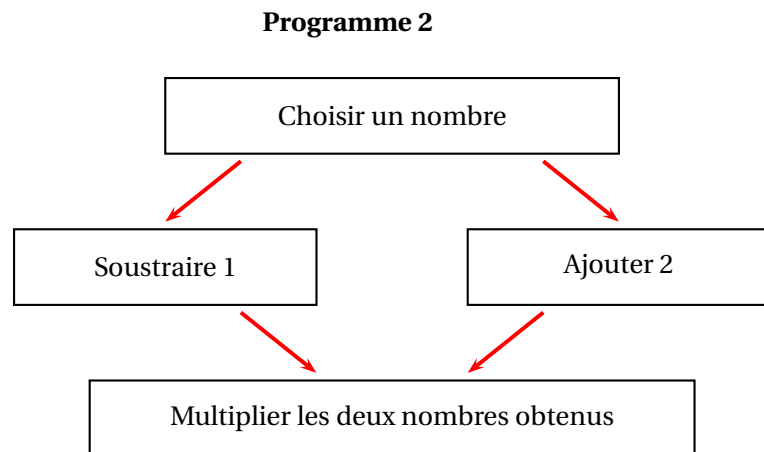 Programme 2
Choisir un nombre
Soustraire 1
Ajouter 2
Multiplier les deux nombres obtenus